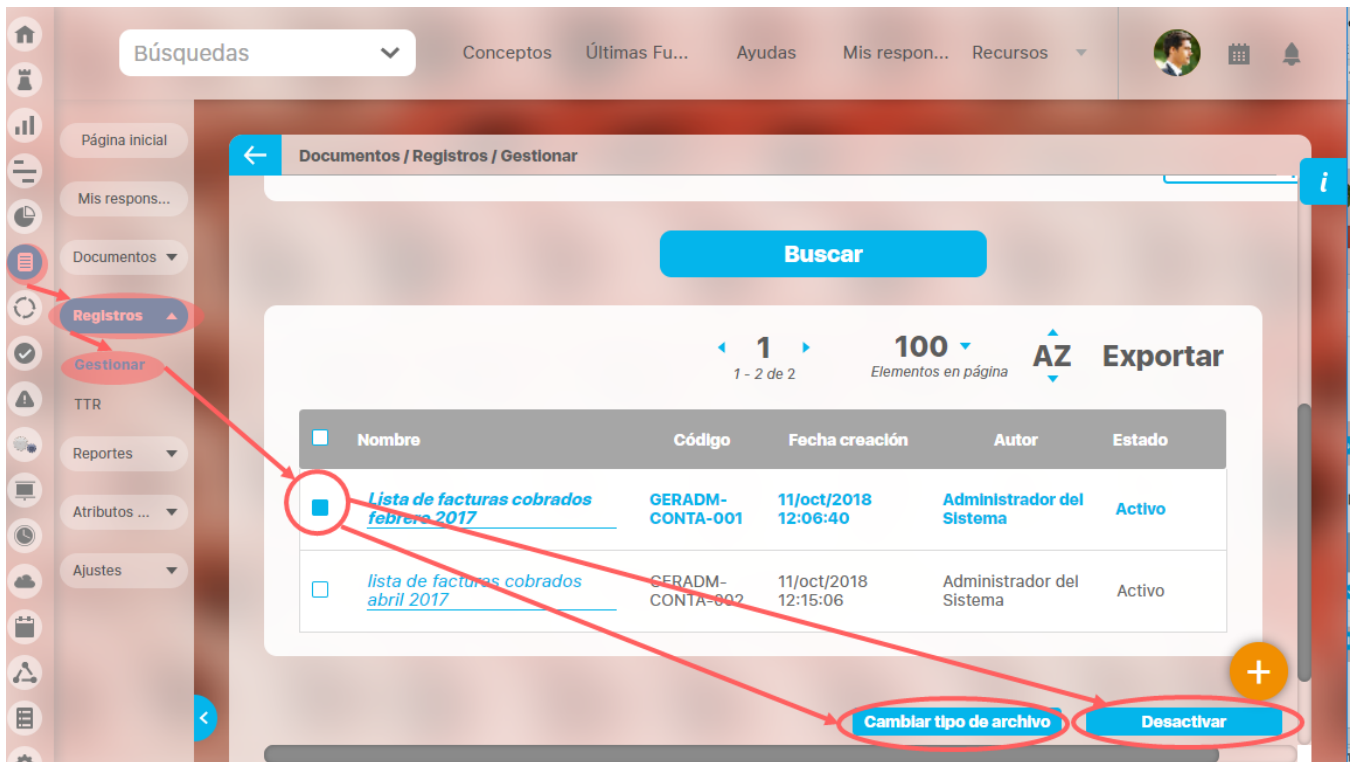 Búsquedas
Conceptos
Últimas Fu...
Ayudas
Mis respon...
Recursos
Página inicial
Mis respons...
Documentos
Registros
Gestionar
TTR
Reportes
Atributos ...
Ajustes
Documentos / Registros / Gestionar
i
Buscar
1
1 - 2 de 2
100
Elementos en página
AZ
Exportar
Nombre Código Fecha creación Autor Estado
Lista de facturas cobrados GERADM- 11/oct/2018 Administrador del Activo
febrero 2017 CONTA-001 12:06:40 Sistema
lista de facturas cobrados GERADM- 11/oct/2018 Administrador del Activo
abril 2017 CONTA-002 12:15:06 Sistema
+
Cambiar tipo de archivo
Desactivar